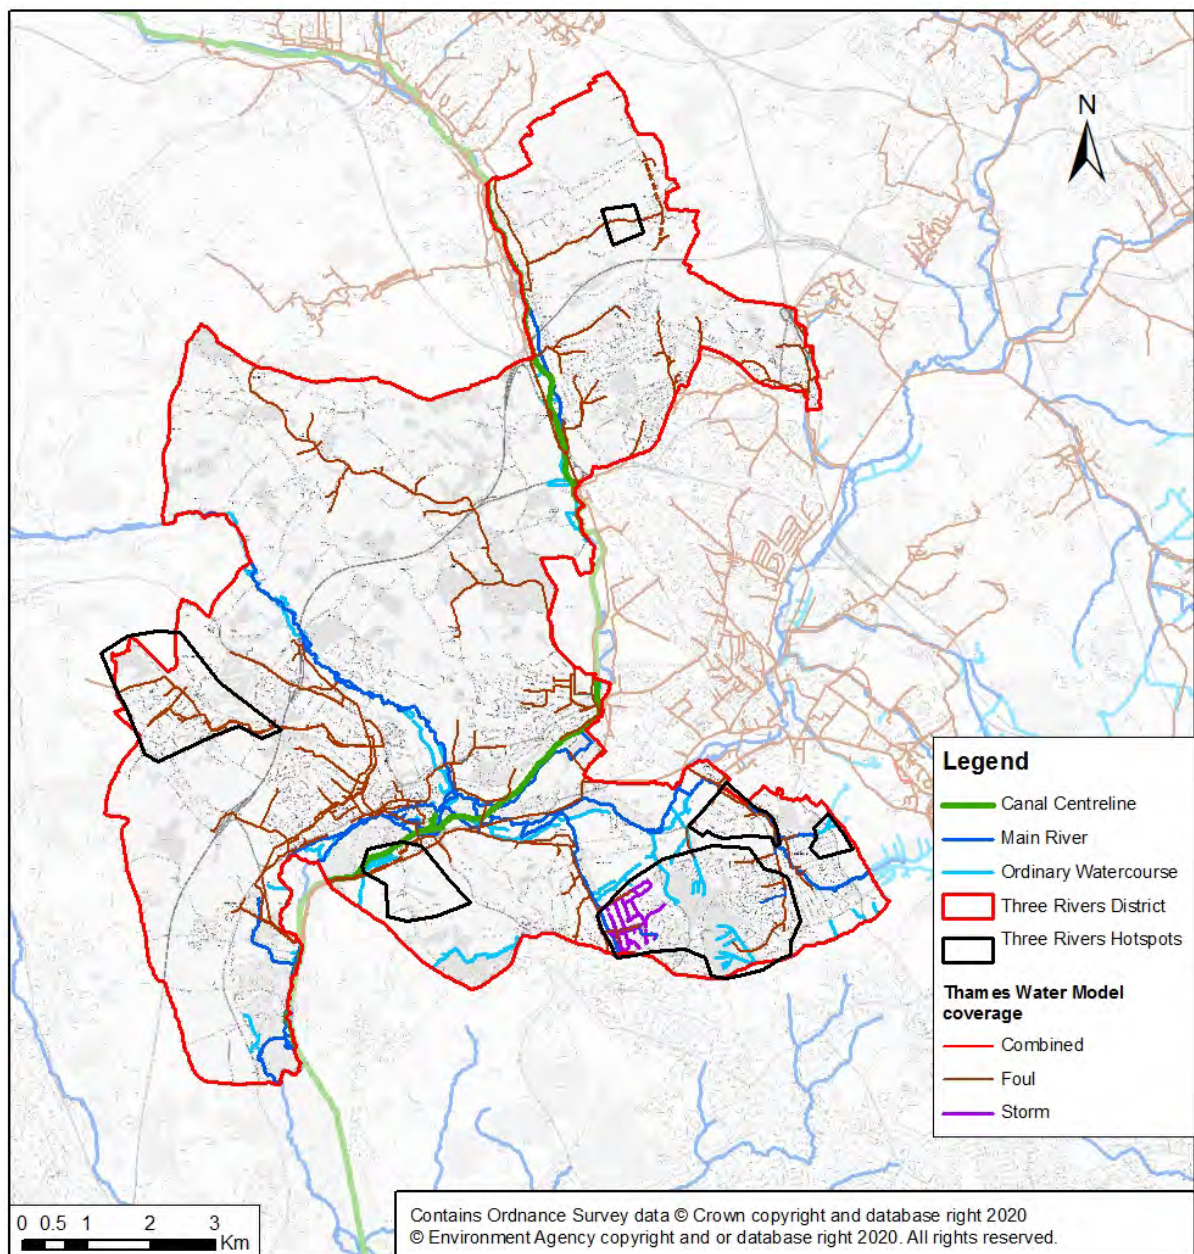 N
Legend
Canal Centreline
Main River
Ordinary Watercourse
Three Rivers District
Three Rivers Hotspots
Thames Water Model
coverage
Combined
Foul
Storm
0 0.5 1 2 3
Km
Contains Ordnance Survey data © Crown copyright and database right 2020
© Environment Agency copyright and or database right 2020. All rights reserved.